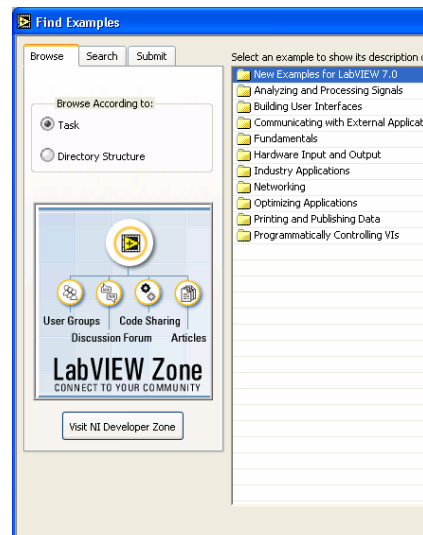 Find Examples
Browse
Search
Submit
Browse According to:
Task
Directory Structure
User Groups
Code Sharing
Discussion Forum
Articles
LabVIEW Zone
CONNECT TO YOUR COMMUNITY
Visit NI Developer Zone
Select an example to show its description
New Examples for LabVIEW 7.0
Analyzing and Processing Signals
Building User Interfaces
Communicating with External Applicat
Fundamentals
Hardware Input and Output
Industry Applications
Networking
Optimizing Applications
Printing and Publishing Data
Programmatically Controlling VIs